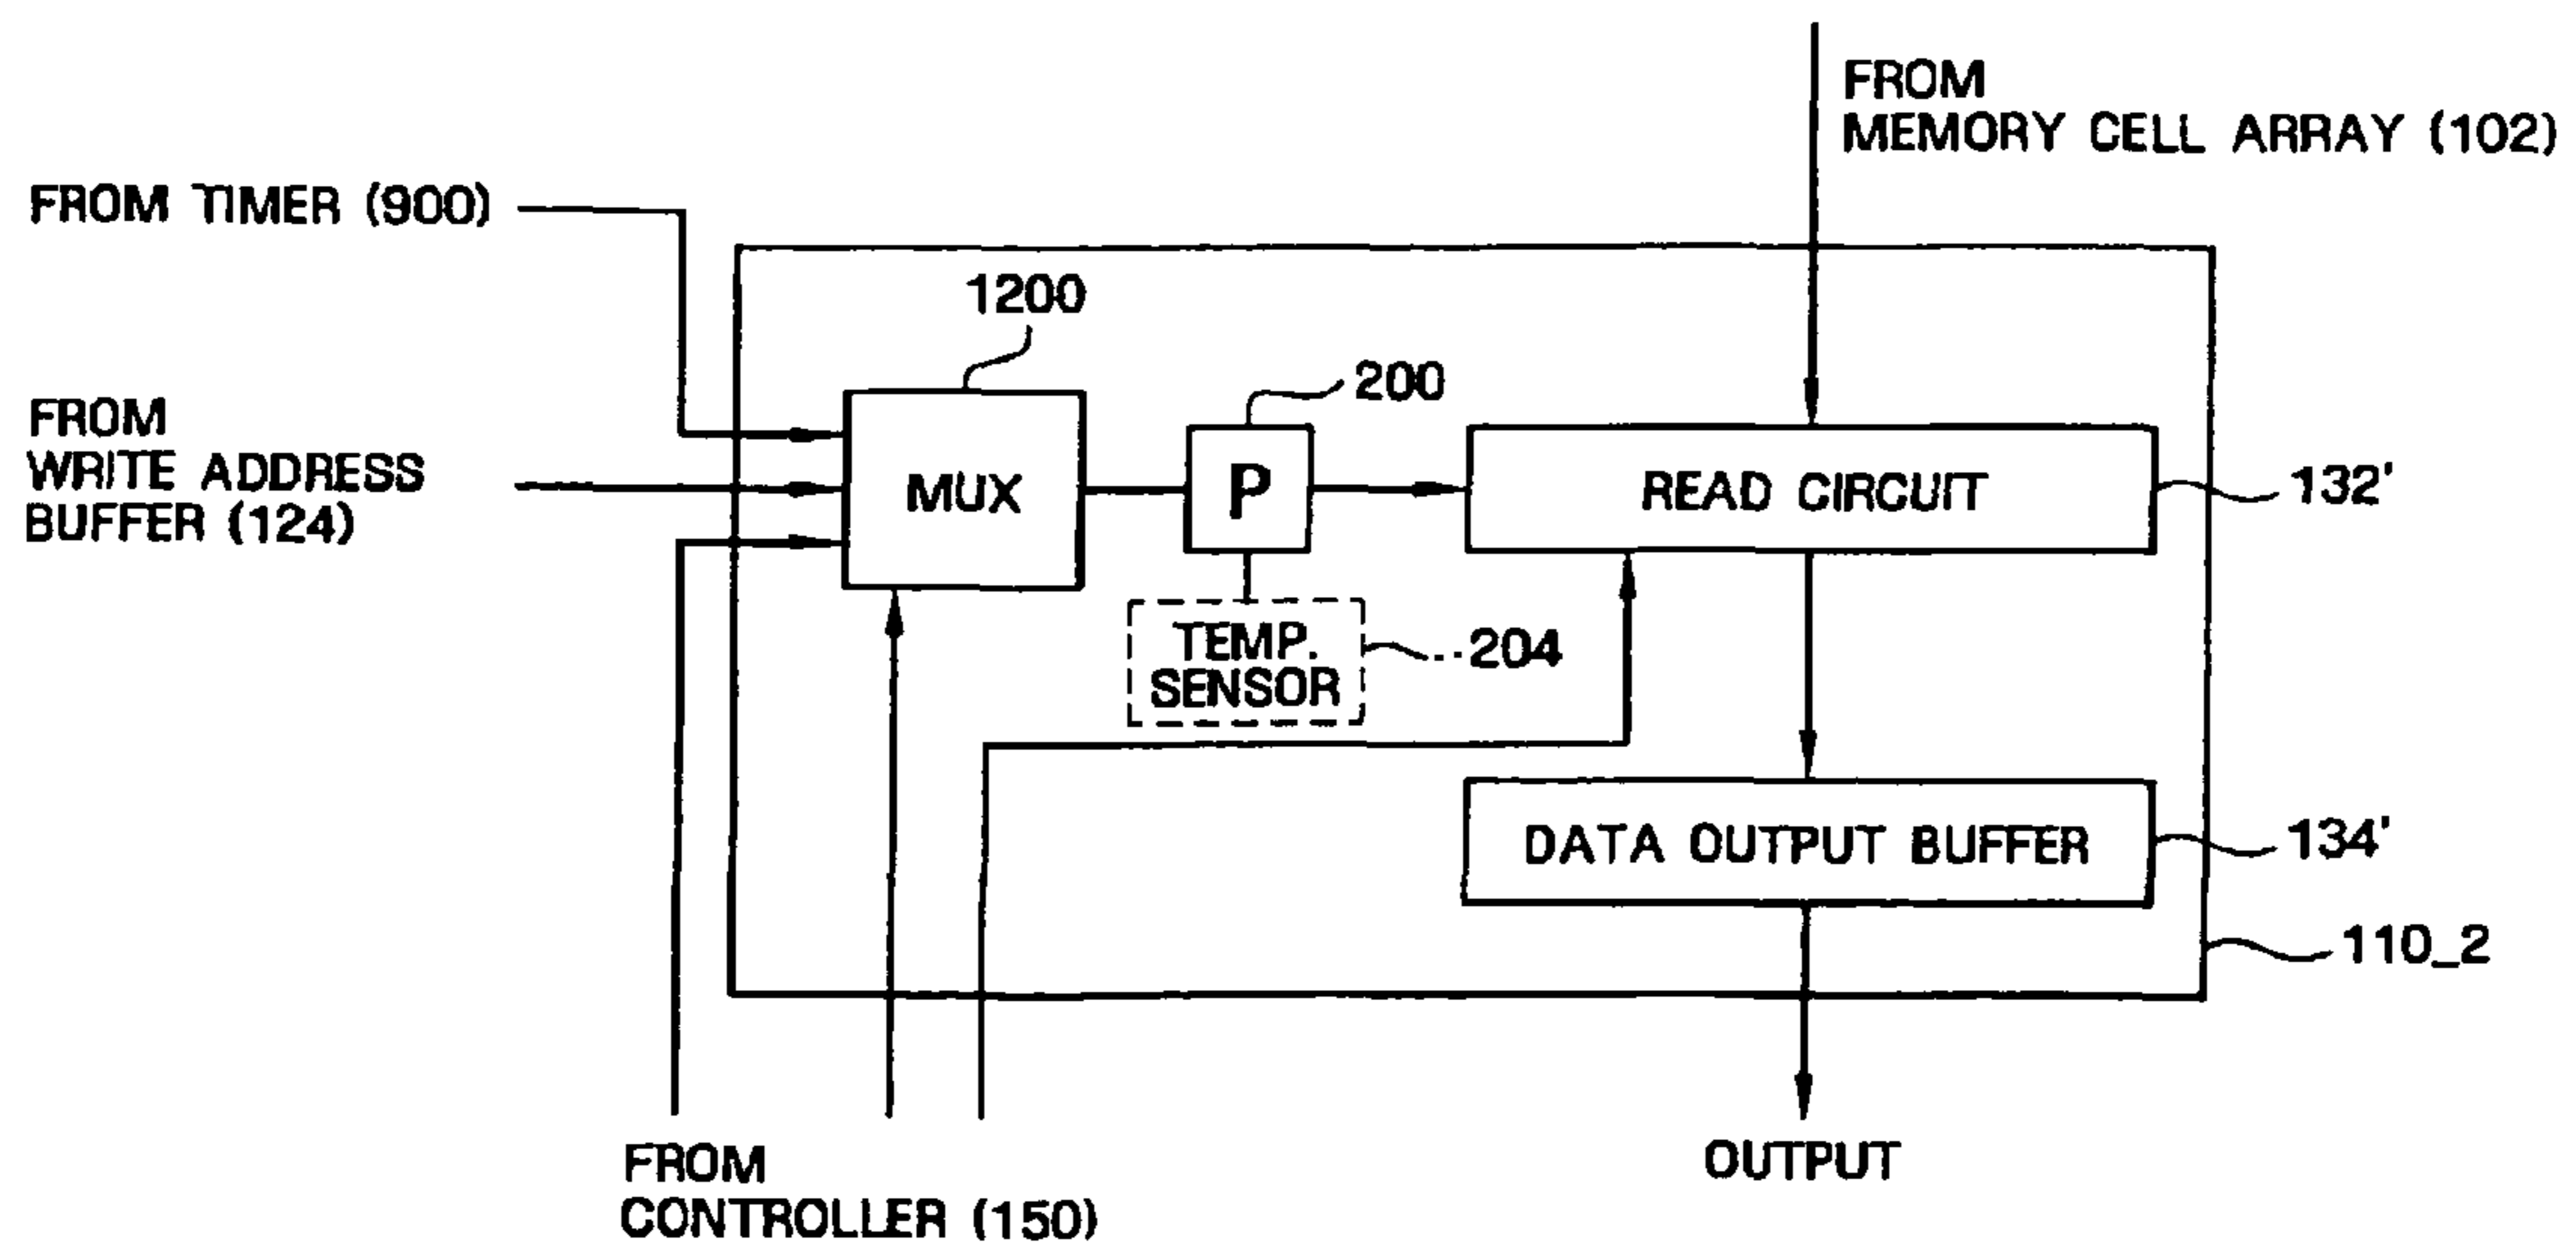 FROM
MEMORY CELL ARRAY (102)
FROM TIMER (900)
1200
200
FROM
WRITE ADDRESS
BUFFER (124)
MUX
P
READ CIRCUIT
132'
TEMP.
SENSOR
204
DATA OUTPUT BUFFER
134'
110_2
FROM
CONTROLLER (150)
OUTPUT